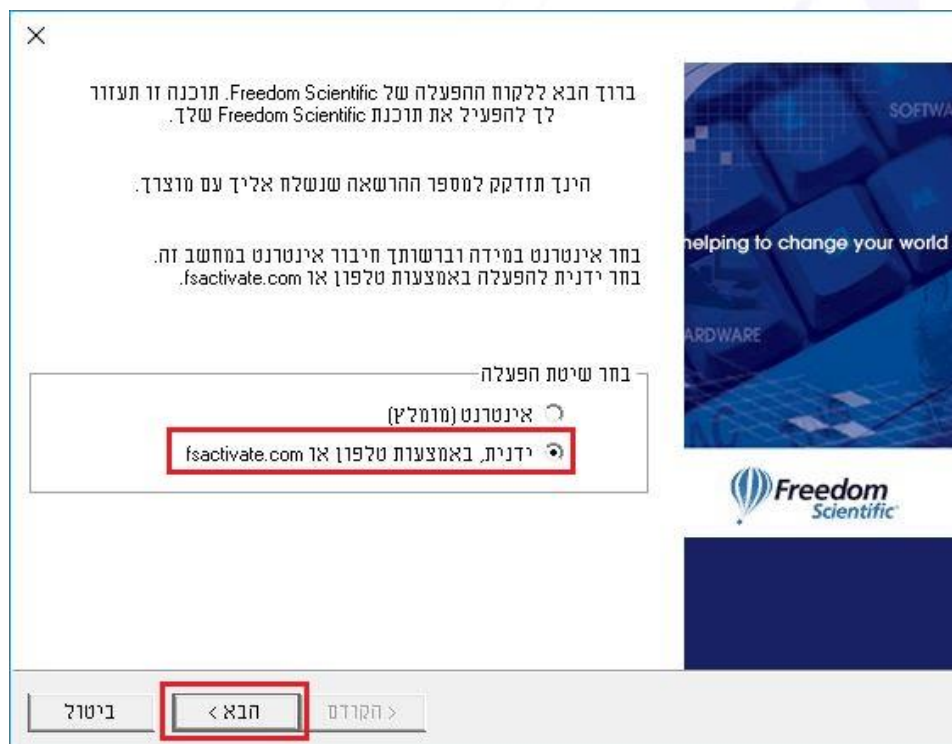 ברוך הבא ללקוח ההפעלה של Freedom Scientific. תוכנה זו תעזור
לך להפעיל את תוכנת Freedom Scientific שלך.
הינך תזדקק למספר ההרשאה שנשלח אליך עם מוצרך.
בחר אינטרנט במידה וברשותך חיבור אינטרנט במחשב זה.
בחר ידנית להפעלה באמצעות טלפון או fsactivate.com.
בחר שיטת הפעלה
אינטרנט (מומלץ)
ידנית, באמצעות טלפון או fsactivate.com
SOFTWA
helping to change your world
ARDWARE
Freedom
Scientific
< הקודם
הבא >
ביטול